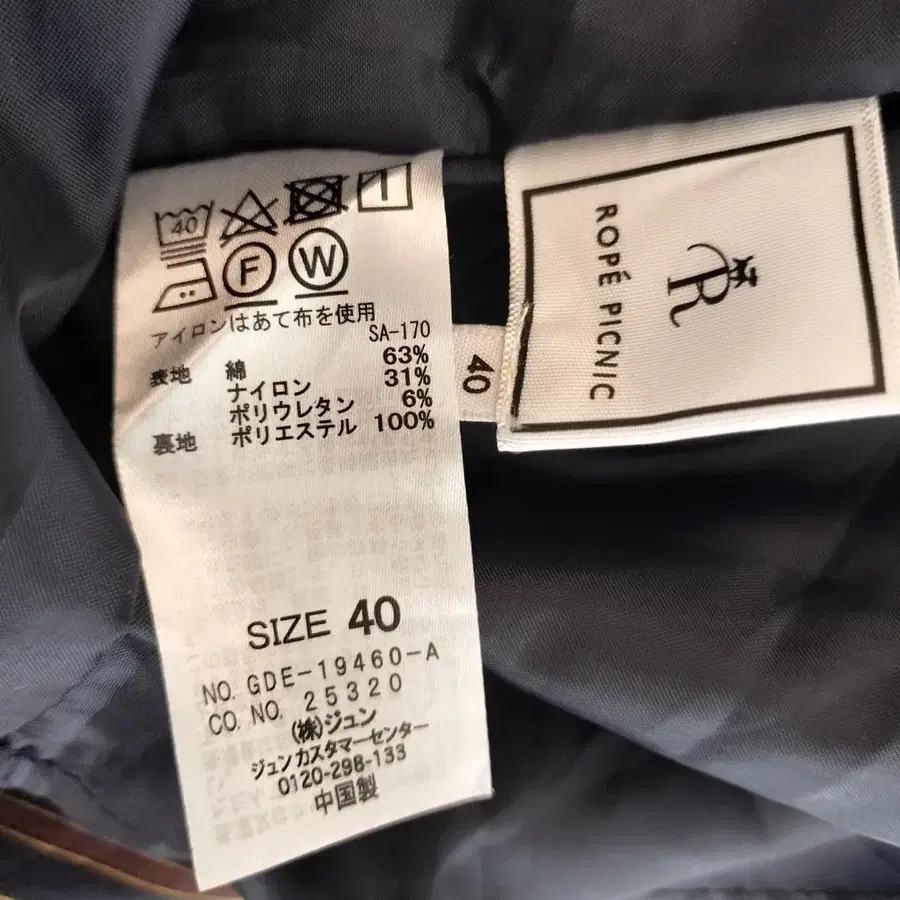 40
F W
アイロンはあて布を使用
SA-170
表地 綿 63%
ナイロン 31%
ポリウレタン 6%
裏地 ポリエステル 100%
SIZE 40
NO. GDE-19460-A
CO. NO. 25320
(株)ジュン
ジュンカスタマーセンター
0120-298-133
中国製
40
R
ROPÉ PICNIC